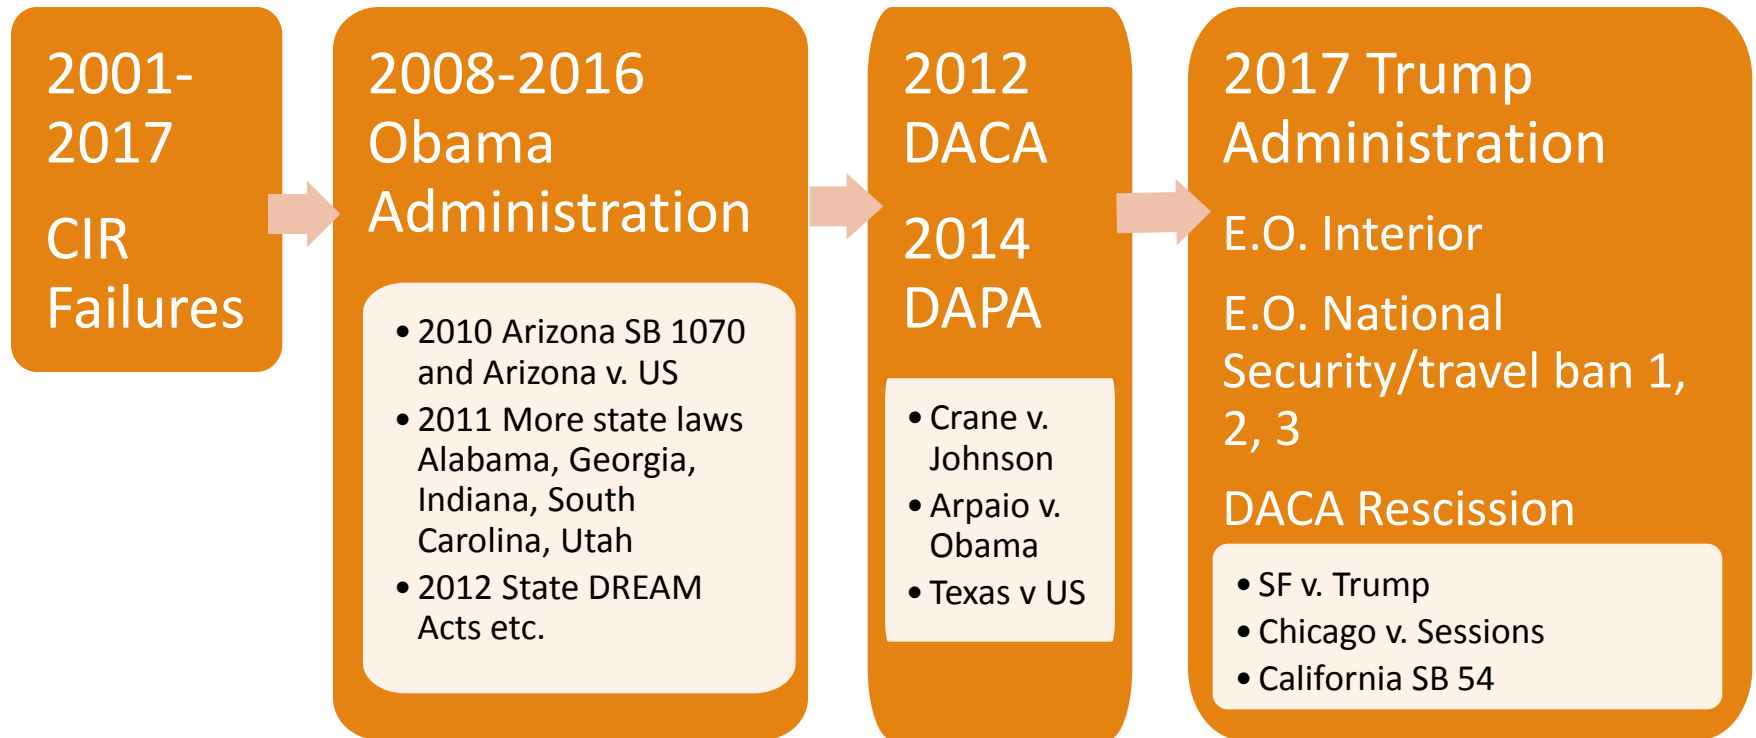 2001-
2017
CIR
Failures
2008-2016
Obama
Administration
• 2010 Arizona SB 1070
and Arizona v. US
• 2011 More state laws
Alabama, Georgia,
Indiana, South
Carolina, Utah
• 2012 State DREAM
Acts etc.
2012
DACA
2014
DAPA
• Crane v.
Johnson
• Arpaio v.
Obama
• Texas v US
2017 Trump
Administration
E.O. Interior
E.O. National
Security/travel ban 1,
2, 3
DACA Rescission
• SF v. Trump
• Chicago v. Sessions
• California SB 54